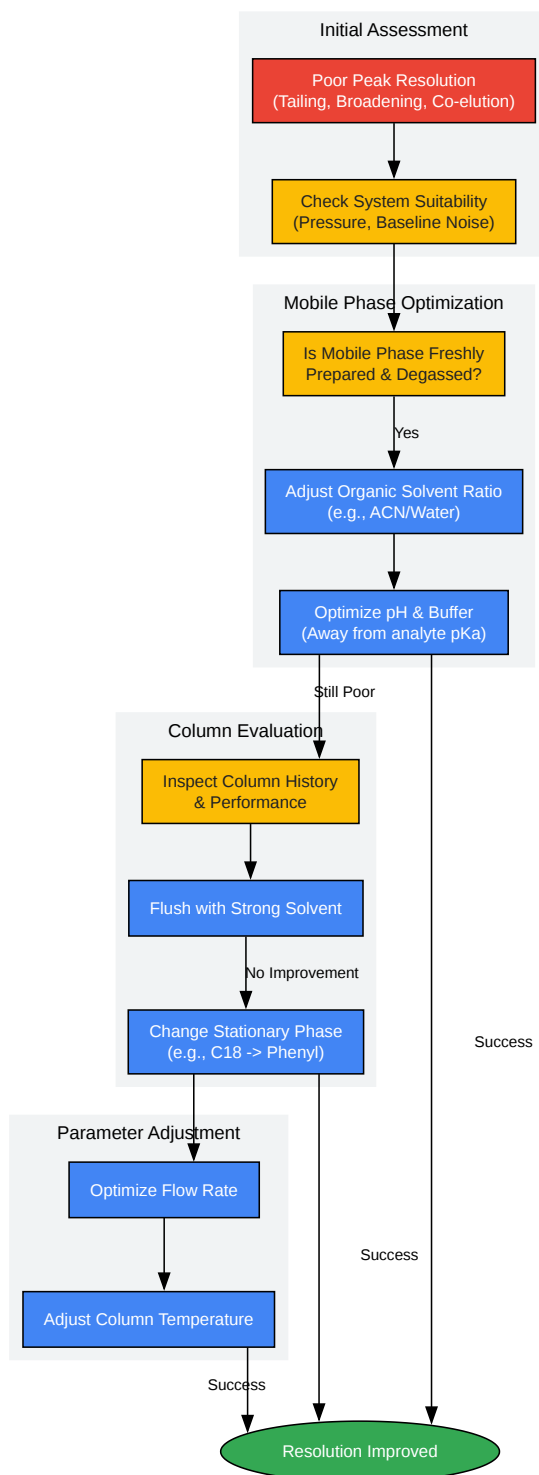 Initial Assessment
Poor Peak Resolution
(Tailing, Broadening, Co-elution)
Check System Suitability
(Pressure, Baseline Noise)
Mobile Phase Optimization
Is Mobile Phase Freshly
Prepared & Degassed?
Yes
Adjust Organic Solvent Ratio
(e.g., ACN/Water)
Optimize pH & Buffer
(Away from analyte pKa)
Still Poor
Column Evaluation
Inspect Column History
& Performance
Flush with Strong Solvent
No Improvement
Change Stationary Phase
(e.g., C18 -> Phenyl)
Success
Parameter Adjustment
Optimize Flow Rate
Success
Adjust Column Temperature
Success
Resolution Improved